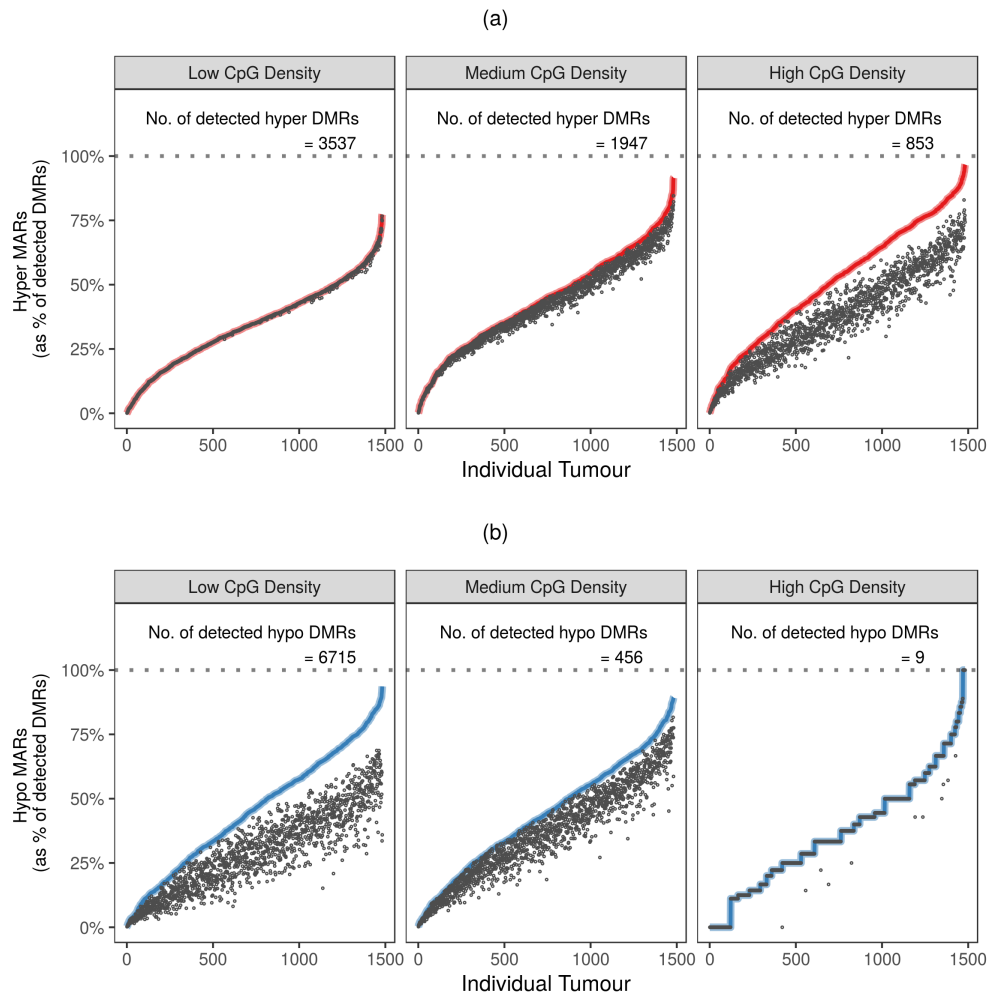 (a)
Low CpG Density
Medium CpG Density
High CpG Density
No. of detected hyper DMRs
= 3537
No. of detected hyper DMRs
= 1947
No. of detected hyper DMRs
= 853
Hyper MARs
(as % of detected DMRs)
100%
75%
50%
25%
0%
0 500 1000 1500
0 500 1000 1500
0 500 1000 1500
Individual Tumour
(b)
Low CpG Density
Medium CpG Density
High CpG Density
No. of detected hypo DMRs
= 6715
No. of detected hypo DMRs
= 456
No. of detected hypo DMRs
= 9
Hypo MARs
(as % of detected DMRs)
100%
75%
50%
25%
0%
0 500 1000 1500
0 500 1000 1500
0 500 1000 1500
Individual Tumour